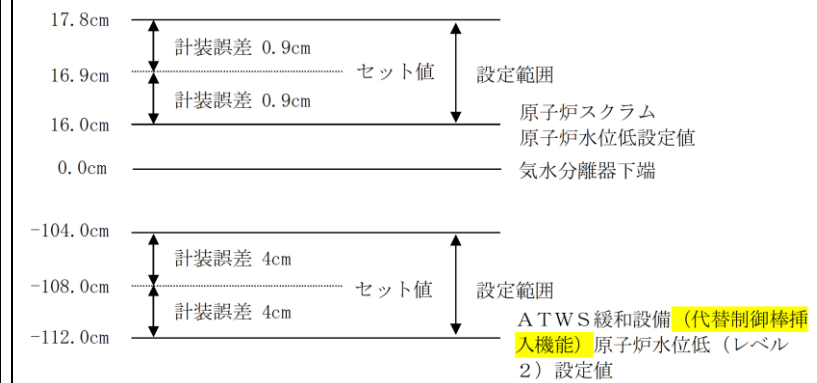 17.8cm
計装誤差 0.9cm
16.9cm
セット値
設定範囲
計装誤差 0.9cm
16.0cm
原子炉スクラム
原子炉水位低設定値
0.0cm
気水分離器下端
-104.0cm
計装誤差 4cm
-108.0cm
セット値
設定範囲
計装誤差 4cm
-112.0cm
ATWS緩和設備(代替制御棒挿
入機能)原子炉水位低(レベル
2)設定値